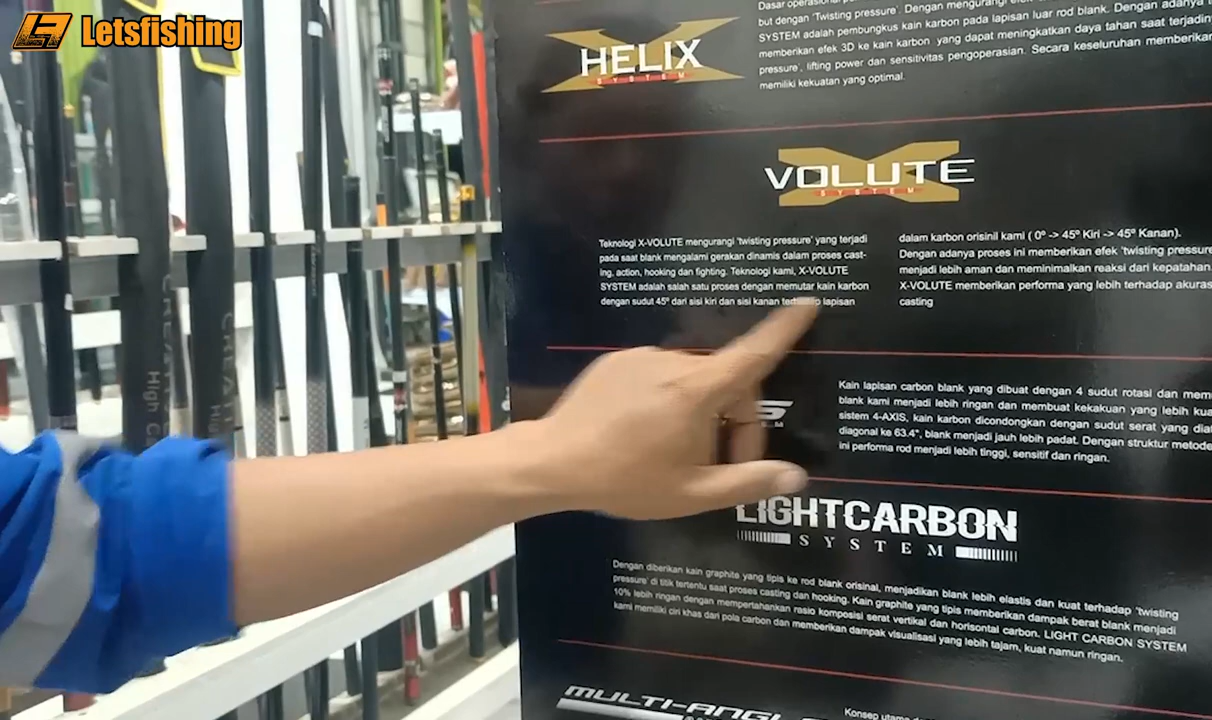 Letsfishing
Dasar operasional
but dengan 'Twisting pressure'. Dengan mengurangi
SYSTEM adalah pembungkus kain karbon pada lapisan luar rod blank. Dengan adanya
memberikan efek 3D ke kain karbon yang dapat meningkatkan daya tahan saat terjadin
pressure', lifting power dan sensitivitas pengoperasian. Secara keseluruhan memberikan
memiliki kekuatan yang optimal.
HELIX
SYSTEM
VOLUTE
SYSTEM
Teknologi X-VOLUTE mengurangi 'twisting pressure' yang terjadi
pada saat blank mengalami gerakan dinamis dalam proses cast-
ing, action, hooking dan fighting. Teknologi kami, X-VOLUTE
SYSTEM adalah salah satu proses dengan memutar kain karbon
dengan sudut 45º dari sisi kiri dan sisi kanan lapisan
dalam karbon orisinil kami ( 0º -> 45º Kiri -> 45º Kanan).
Dengan adanya proses ini memberikan efek 'twisting pressure
menjadi lebih aman dan meminimalkan reaksi dari kepatahan.
X-VOLUTE memberikan performa yang lebih terhadap akuras
casting
Kain lapisan carbon blank yang dibuat dengan 4 sudut rotasi dan mem
blank kami menjadi lebih ringan dan membuat kekakuan yang lebih kua
sistem 4-AXIS, kain karbon dicondongkan dengan sudut serat yang dia
diagonal ke 63.4°, blank menjadi jauh lebih padat. Dengan struktur metode
ini performa rod menjadi lebih tinggi, sensitif dan ringan.
LIGHTCARBON
SYSTEM
Dengan diberikan kain graphite yang tipis ke rod blank orisinal, menjadikan blank lebih elastis dan kuat terhadap 'twisting
pressure' di titik tertentu saat proses casting dan hooking. Kain graphite yang tipis memberikan dampak berat blank menjadi
10% lebih ringan dengan mempertahankan rasio komposisi serat vertikal dan horisontal carbon. LIGHT CARBON SYSTEM
kami memiliki ciri khas dari pola carbon dan memberikan dampak visualisasi yang lebih tajam, kuat namun ringan.
MULTI-ANGL
Konsep utama
High